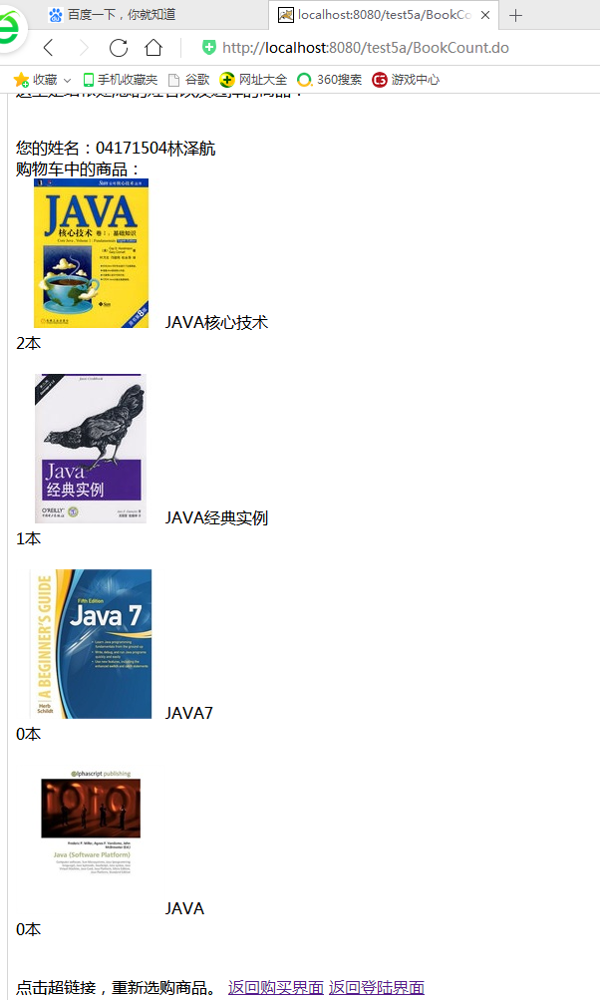 百度一下，你就知道
localhost:8080/test5a/BookCo
http://localhost:8080/test5a/BookCount.do
收藏 手机收藏夹 谷歌 网址大全 360搜索 游戏中心
您的姓名：04171504林泽航
购物车中的商品：
JAVA
核心技术 卷I：基础知识
JAVA核心技术
2本
Java
经典实例
O'REILLY
JAVA经典实例
1本
A BEGINNER'S GUIDE
Fifth Edition
Java 7
Herb
Schildt
JAVA7
0本
alphascript publishing
Java (Software Platform)
JAVA
0本
点击超链接，重新选购商品。 返回购买界面 返回登陆界面